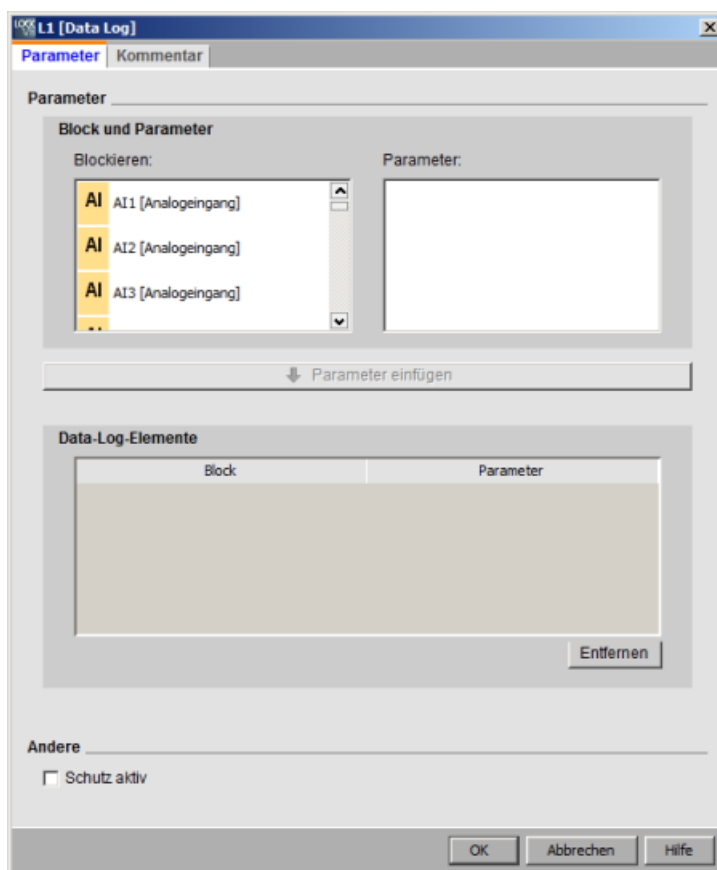 L1 [Data Log]
Parameter Kommentar
Parameter
Block und Parameter
Blockieren: Parameter:
AI AI1 [Analogeingang]
AI AI2 [Analogeingang]
AI AI3 [Analogeingang]
Parameter einfügen
Data-Log-Elemente
Block Parameter
Entfernen
Andere
Schutz aktiv
OK Abbrechen Hilfe